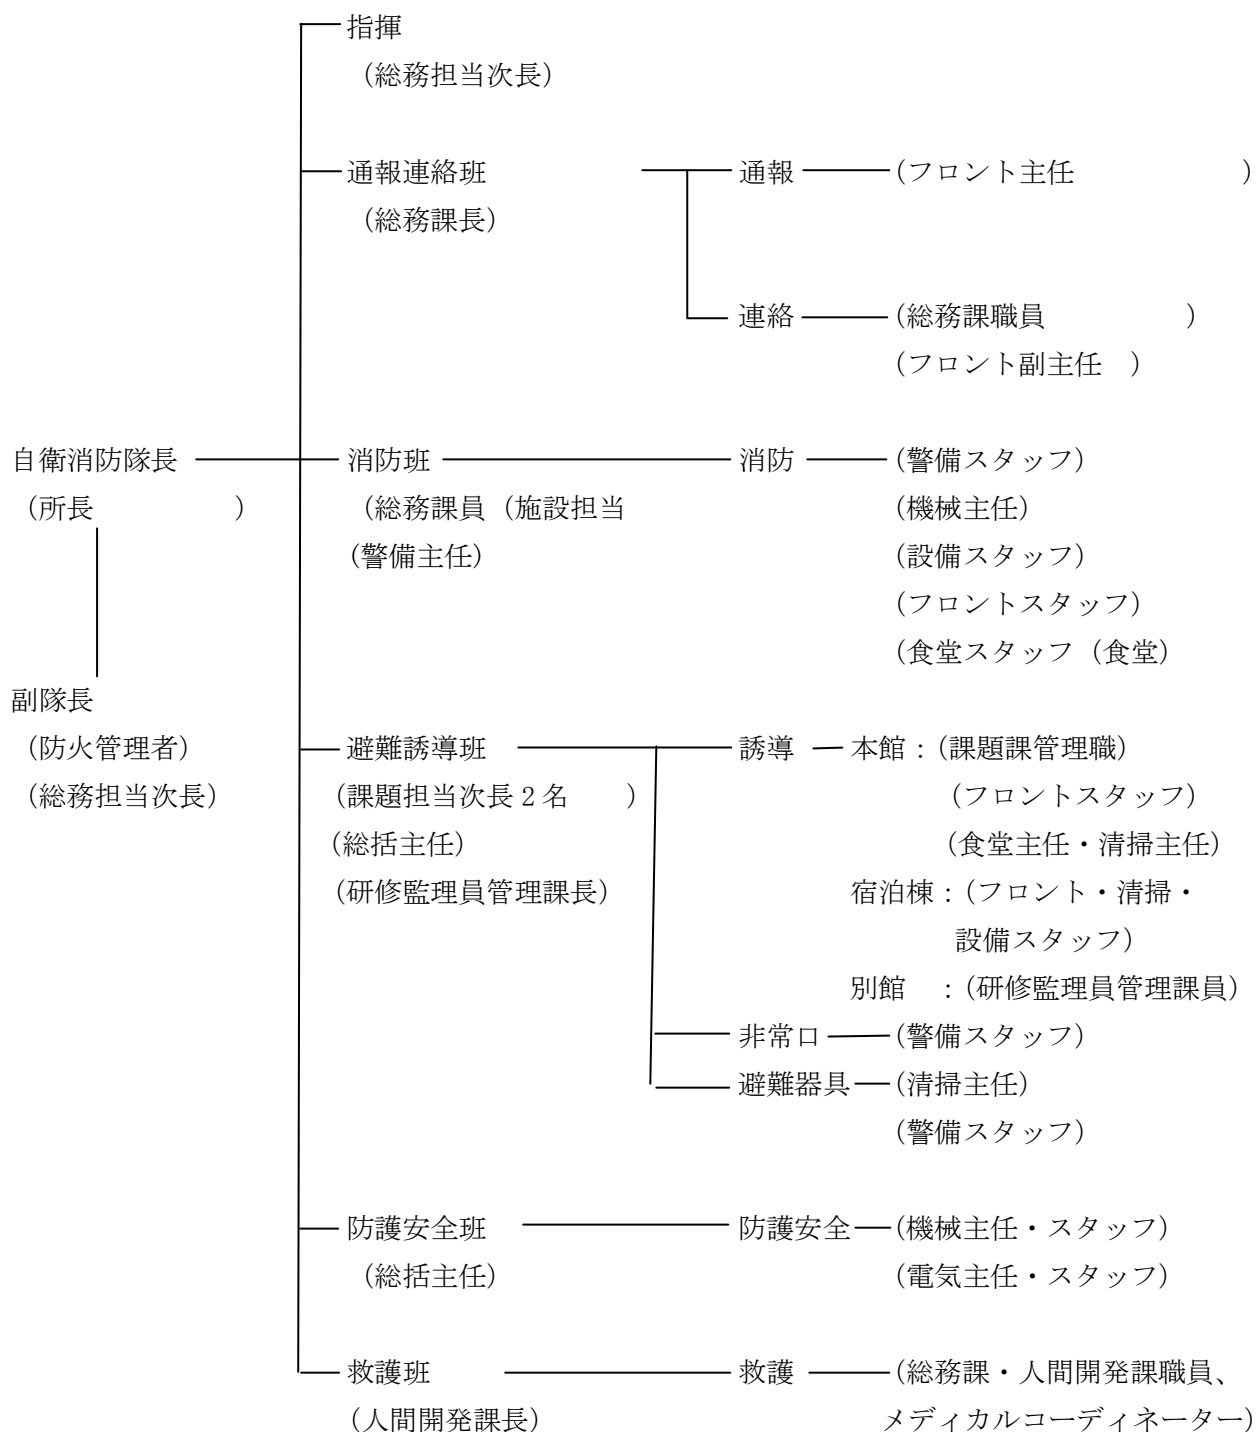 指揮
（総務担当次長）
通報連絡班 通報 （フロント主任　　　　　　）
（総務課長）
連絡 （総務課職員　　　　　）
（フロント副主任　）
自衛消防隊長 消防班 消防 （警備スタッフ）
（所長　　　　　） （総務課員（施設担当 （機械主任）
（警備主任） （設備スタッフ）
（フロントスタッフ）
（食堂スタッフ（食堂）
副隊長
（防火管理者） 避難誘導班 誘導 本館：（課題課管理職）
（総務担当次長） （課題担当次長２名　　） （フロントスタッフ）
（総括主任） （食堂主任・清掃主任）
（研修監理員管理課長） 宿泊棟：（フロント・清掃・
設備スタッフ）
別館　：（研修監理員管理課員）
非常口 （警備スタッフ）
避難器具 （清掃主任）
（警備スタッフ）
防護安全班 防護安全 （機械主任・スタッフ）
（総括主任） （電気主任・スタッフ）
救護班 救護 （総務課・人間開発課職員、
（人間開発課長） メディカルコーディネーター）